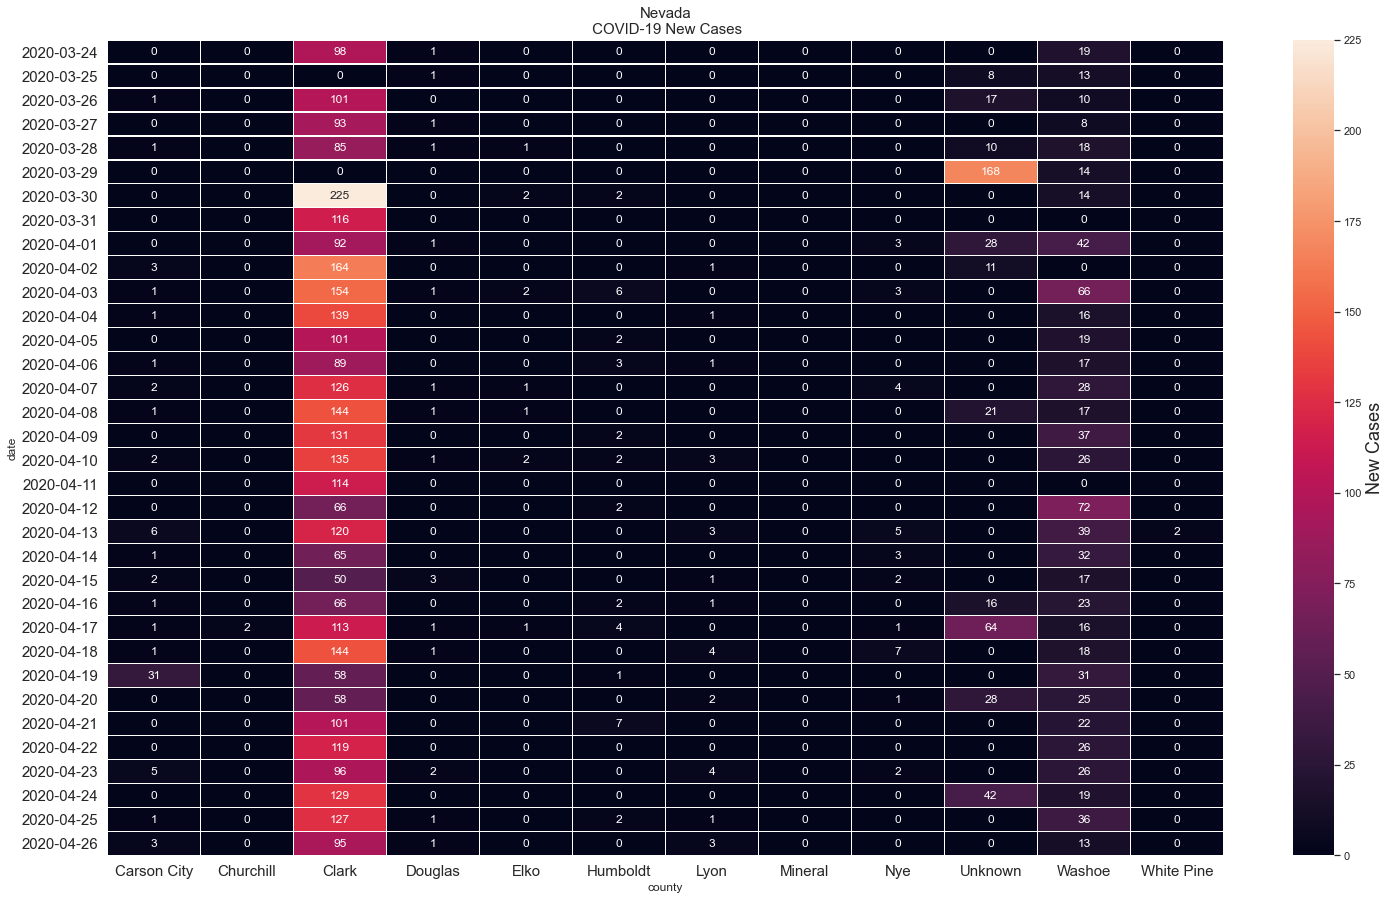 Nevada
COVID-19 New Cases
2020-03-24 0 0 98 1 0 0 0 0 0 0 19 0
2020-03-25 0 0 0 1 0 0 0 0 0 8 13 0
2020-03-26 1 0 101 0 0 0 0 0 0 17 10 0
2020-03-27 0 0 93 1 0 0 0 0 0 0 8 0
2020-03-28 1 0 85 1 1 0 0 0 0 10 18 0
2020-03-29 0 0 0 0 0 0 0 0 0 168 14 0
2020-03-30 0 0 225 0 2 2 0 0 0 0 14 0
2020-03-31 0 0 116 0 0 0 0 0 0 0 0 0
2020-04-01 0 0 92 1 0 0 0 0 3 28 42 0
2020-04-02 3 0 164 0 0 0 1 0 0 11 0 0
2020-04-03 1 0 154 1 2 6 0 0 3 0 66 0
2020-04-04 1 0 139 0 0 0 1 0 0 0 16 0
2020-04-05 0 0 101 0 0 2 0 0 0 0 19 0
2020-04-06 1 0 89 0 0 3 1 0 0 0 17 0
2020-04-07 2 0 126 1 1 0 0 0 4 0 28 0
2020-04-08 1 0 144 1 1 0 0 0 0 21 17 0
2020-04-09 0 0 131 0 0 2 0 0 0 0 37 0
2020-04-10 2 0 135 1 2 2 3 0 0 0 26 0
2020-04-11 0 0 114 0 0 0 0 0 0 0 0 0
2020-04-12 0 0 66 0 0 2 0 0 0 0 72 0
2020-04-13 6 0 120 0 0 0 3 0 5 0 39 2
2020-04-14 1 0 65 0 0 0 0 0 3 0 32 0
2020-04-15 2 0 50 3 0 0 1 0 2 0 17 0
2020-04-16 1 0 66 0 0 2 1 0 0 16 23 0
2020-04-17 1 2 113 1 1 4 0 0 1 64 16 0
2020-04-18 1 0 144 1 0 0 4 0 7 0 18 0
2020-04-19 31 0 58 0 0 1 0 0 0 0 31 0
2020-04-20 0 0 58 0 0 0 2 0 1 28 25 0
2020-04-21 0 0 101 0 0 7 0 0 0 0 22 0
2020-04-22 0 0 119 0 0 0 0 0 0 0 26 0
2020-04-23 5 0 96 2 0 0 4 0 2 0 26 0
2020-04-24 0 0 129 0 0 0 0 0 0 42 19 0
2020-04-25 1 0 127 1 0 2 1 0 0 0 36 0
2020-04-26 3 0 95 1 0 0 3 0 0 0 13 0
Carson City Churchill Clark Douglas Elko Humboldt Lyon Mineral Nye Unknown Washoe White Pine
county
date
225
200
175
150
125
100
75
50
25
0
New Cases